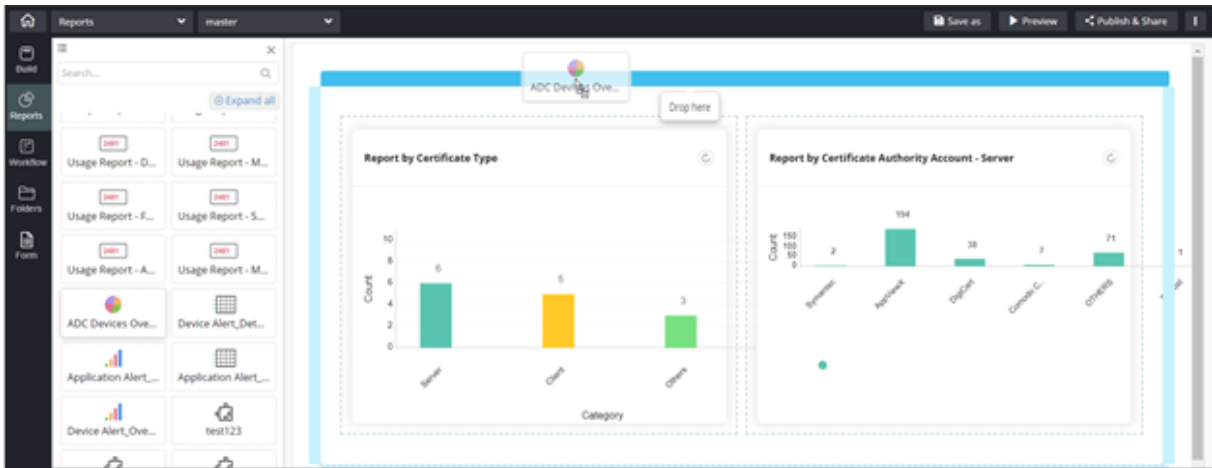 Reports
master
Save as
Preview
Publish & Share
Build
Reports
Workflow
Folders
Form
Search...
Expand all
Usage Report - D...
Usage Report - M...
Usage Report - F...
Usage Report - S...
Usage Report - A...
Usage Report - M...
ADC Devices Ove...
Device Alert_Det...
Application Alert_...
Application Alert_...
Device Alert_Ove...
test123
ADC Devices Ove...
Drop here
Report by Certificate Type
Count
10
8
6
4
2
0
6
5
3
Server
Client
Others
Category
Report by Certificate Authority Account - Server
Count
150
100
50
0
2
194
38
7
71
1
Symantec
AppViewX
DigiCert
Comodo C...
OTHERS